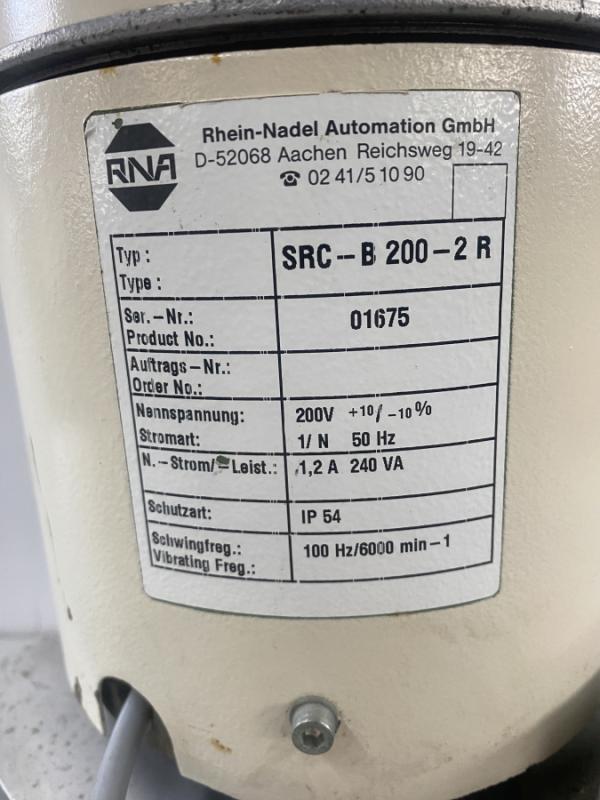 RNA
Rhein-Nadel Automation GmbH
D-52068 Aachen Reichsweg 19-42
☎ 02 41/5 10 90
Typ :
Type :
SRC-B 200-2 R
Ser.-Nr.:
Product No.:
01675
Auftrags-Nr.:
Order No.:
Nennspannung: 200V +10/-10%
Stromart: 1/ N 50 Hz
N.-Strom/-Leist.: 1,2 A 240 VA
Schutzart: IP 54
Schwingfreg.:
Vibrating Freg.:
100 Hz/6000 min-1